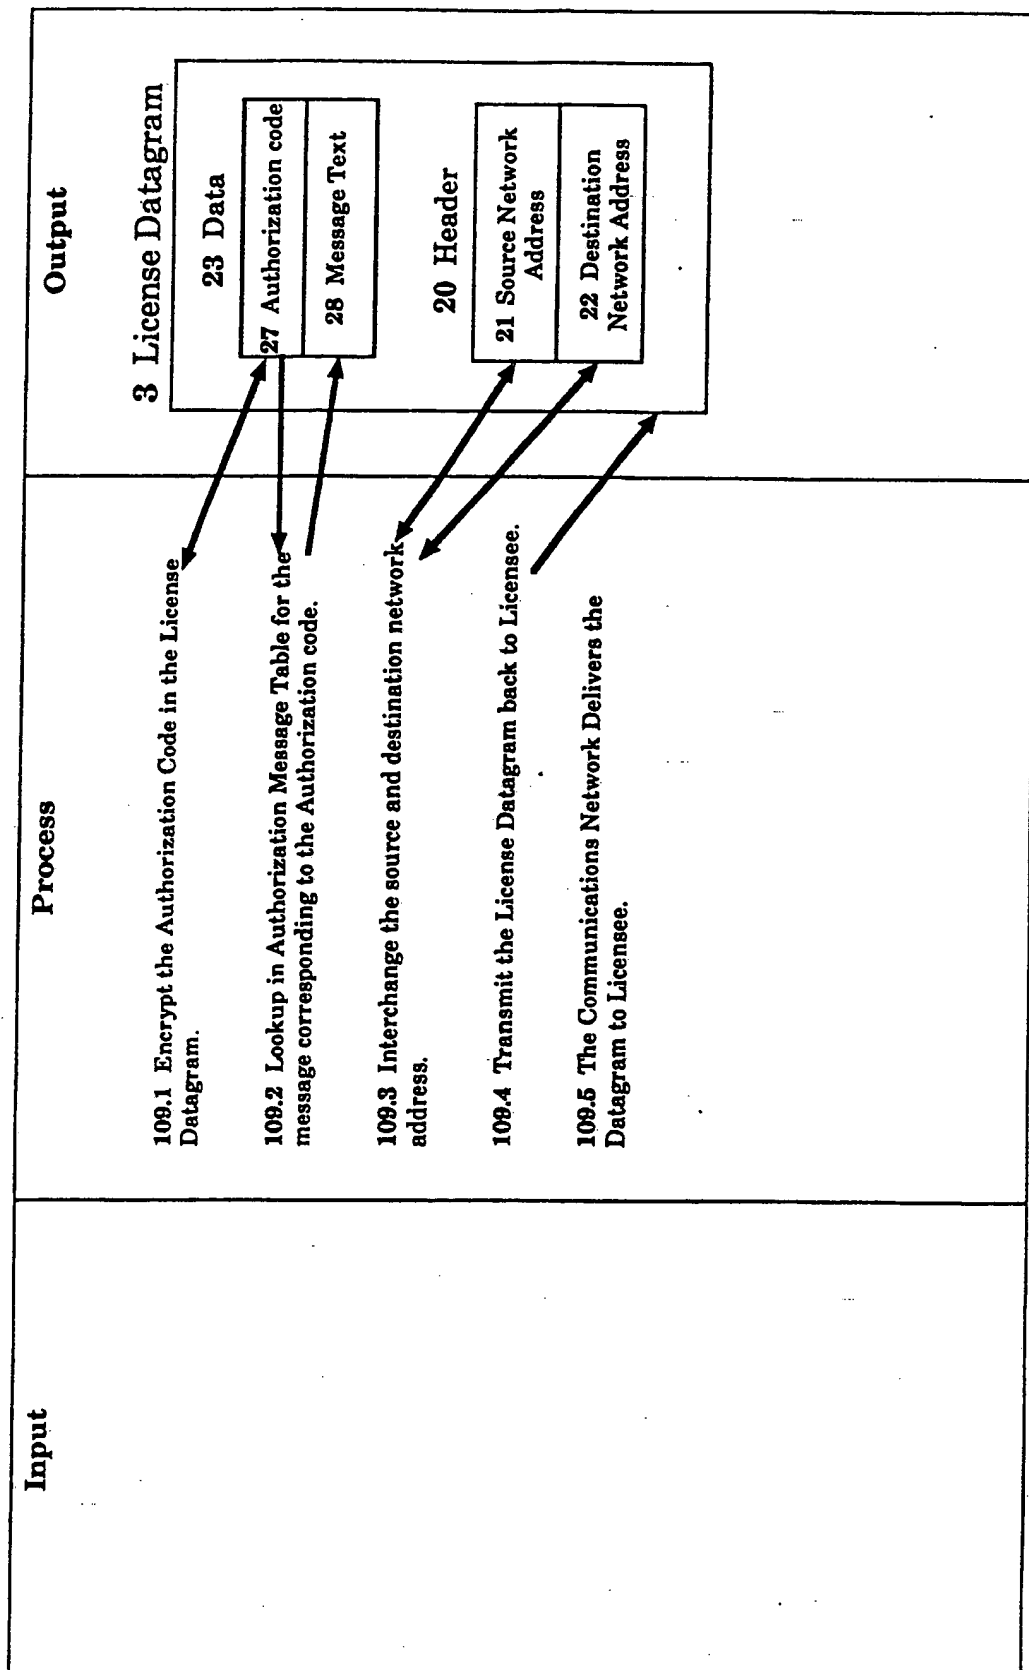 Input
Process
Output
109.1 Encrypt the Authorization Code in the License
Datagram.
109.2 Lookup in Authorization Message Table for the
message corresponding to the Authorization code.
109.3 Interchange the source and destination network
address.
109.4 Transmit the License Datagram back to Licensee.
109.5 The Communications Network Delivers the
Datagram to Licensee.
3 License Datagram
23 Data
27 Authorization code
28 Message Text
20 Header
21 Source Network
Address
22 Destination
Network Address